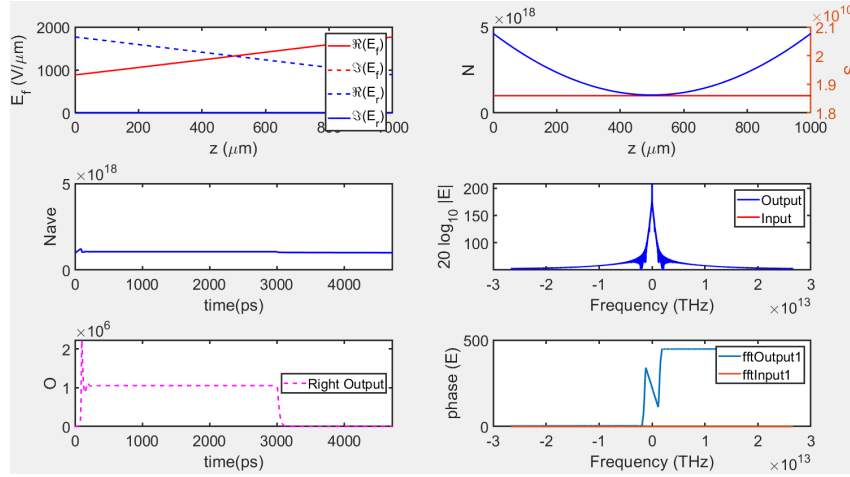 2000
1000
0
E_f (V/μm)
0 200 400 600 800 1000
z (μm)
ℜ(E_f)
ℑ(E_f)
ℜ(E_r)
ℑ(E_r)
×10^18
5
0
N
0 200 400 600 800 1000
z (μm)
×10^10
2.1
2
1.9
1.8
S
×10^18
5
0
Nave
0 1000 2000 3000 4000
time(ps)
200
150
100
20 log_10 |E|
Output
Input
-3 -2 -1 0 1 2 3
Frequency (THz)
×10^13
×10^6
2
1
0
O
Right Output
0 1000 2000 3000 4000
time(ps)
500
0
phase (E)
fftOutput1
fftInput1
-3 -2 -1 0 1 2 3
Frequency (THz)
×10^13